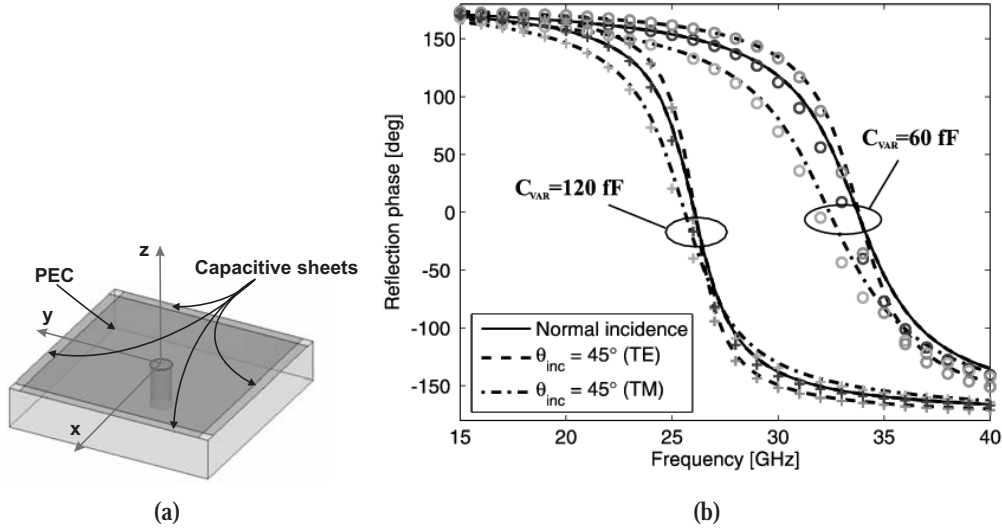 z
PEC
Capacitive sheets
y
x
(a)
Reflection phase [deg]
150
100
50
0
-50
-100
-150
C_VAR=120 fF
C_VAR=60 fF
Normal incidence
θ_inc = 45° (TE)
θ_inc = 45° (TM)
15 20 25 30 35 40
Frequency [GHz]
(b)